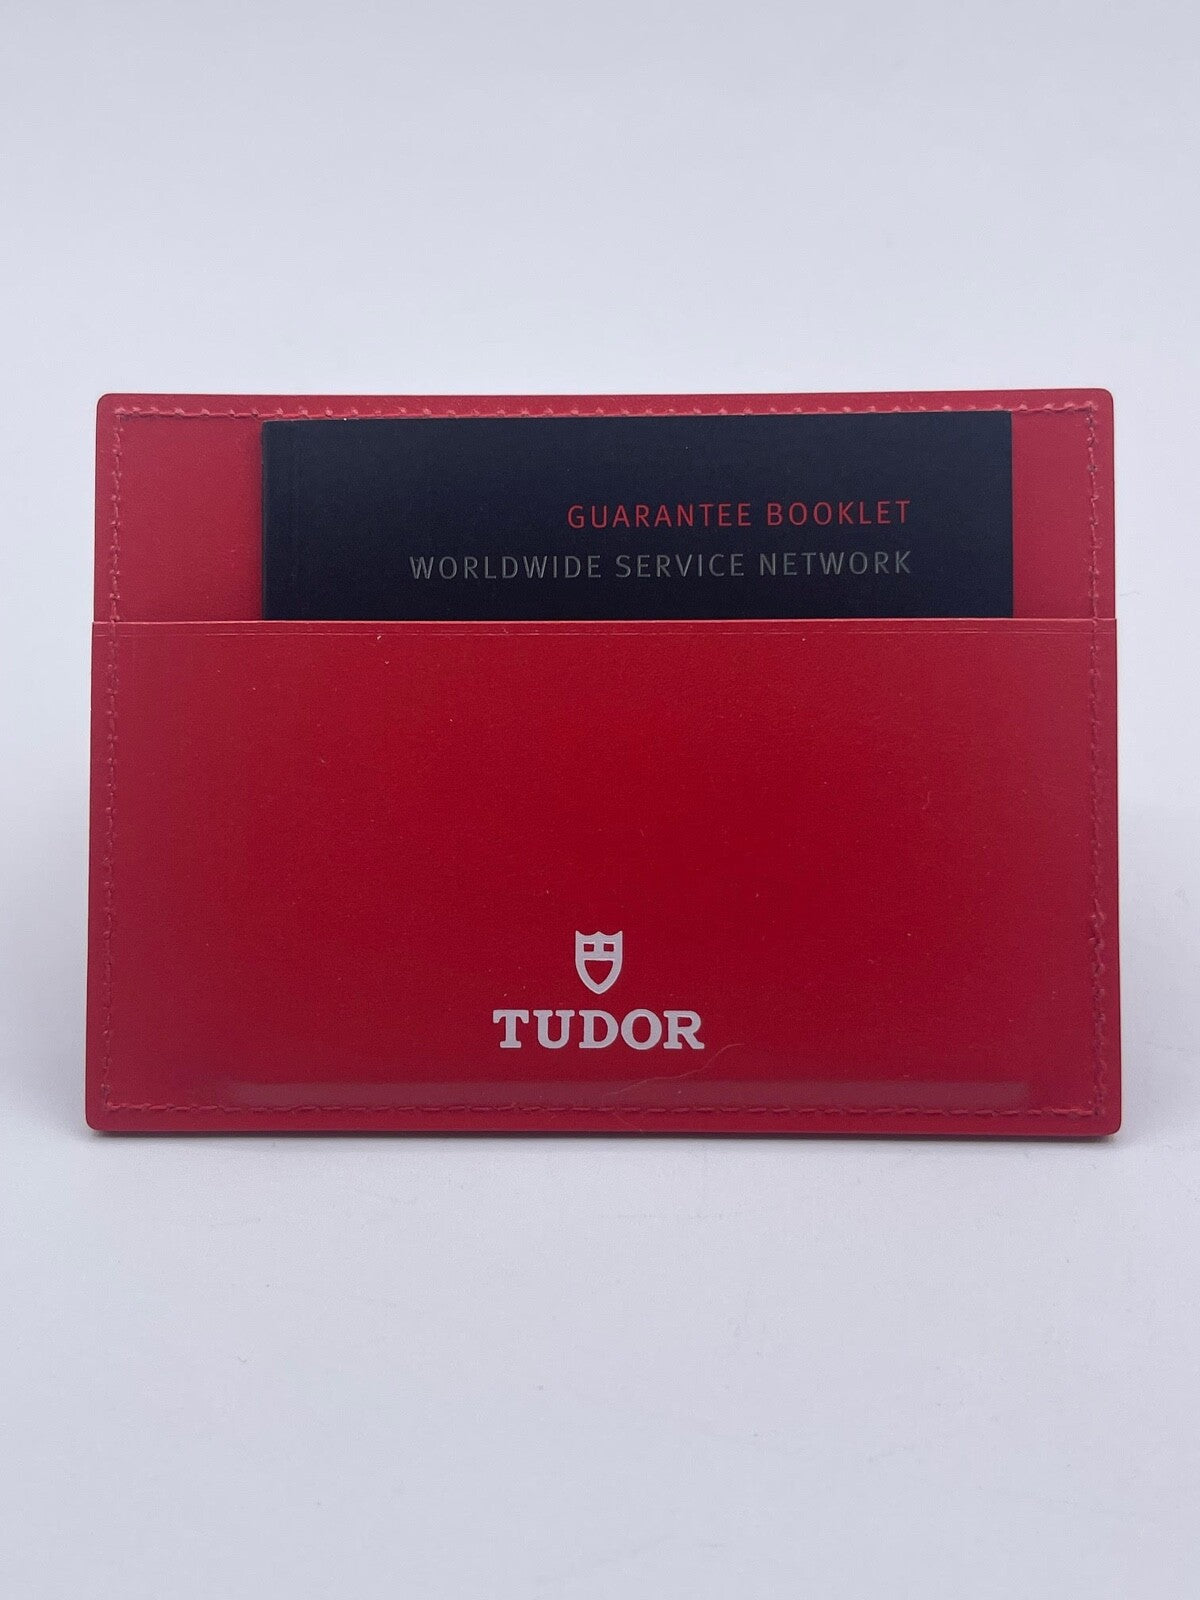 GUARANTEE BOOKLET
WORLDWIDE SERVICE NETWORK
TUDOR